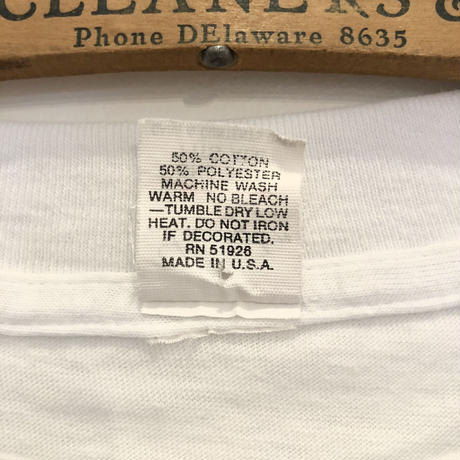 CLEANERS &
Phone DElaware 8635
50% COTTON
50% POLYESTER
MACHINE WASH
WARM NO BLEACH
—TUMBLE DRY LOW
HEAT. DO NOT IRON
IF DECORATED.
RN 51926
MADE IN U.S.A.